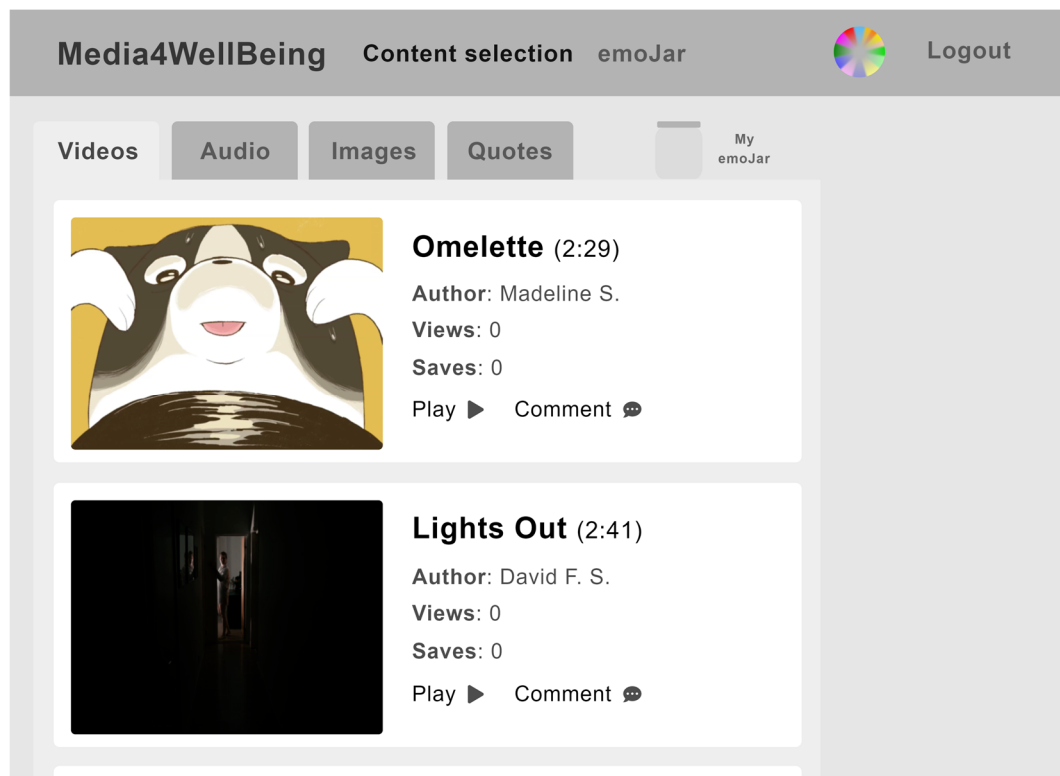 Media4WellBeing Content selection emoJar Logout
Videos Audio Images Quotes My
emoJar
Omelette (2:29)
Author: Madeline S.
Views: 0
Saves: 0
Play Comment
Lights Out (2:41)
Author: David F. S.
Views: 0
Saves: 0
Play Comment